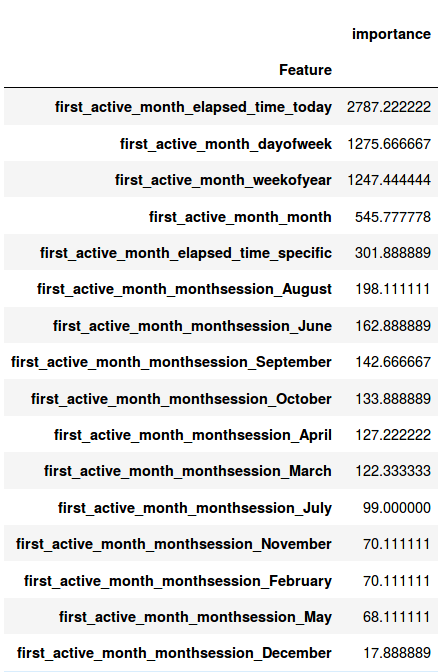 importance
Feature
first_active_month_elapsed_time_today 2787.222222
first_active_month_dayofweek 1275.666667
first_active_month_weekofyear 1247.444444
first_active_month_month 545.777778
first_active_month_elapsed_time_specific 301.888889
first_active_month_monthsession_August 198.111111
first_active_month_monthsession_June 162.888889
first_active_month_monthsession_September 142.666667
first_active_month_monthsession_October 133.888889
first_active_month_monthsession_April 127.222222
first_active_month_monthsession_March 122.333333
first_active_month_monthsession_July 99.000000
first_active_month_monthsession_November 70.111111
first_active_month_monthsession_February 70.111111
first_active_month_monthsession_May 68.111111
first_active_month_monthsession_December 17.888889